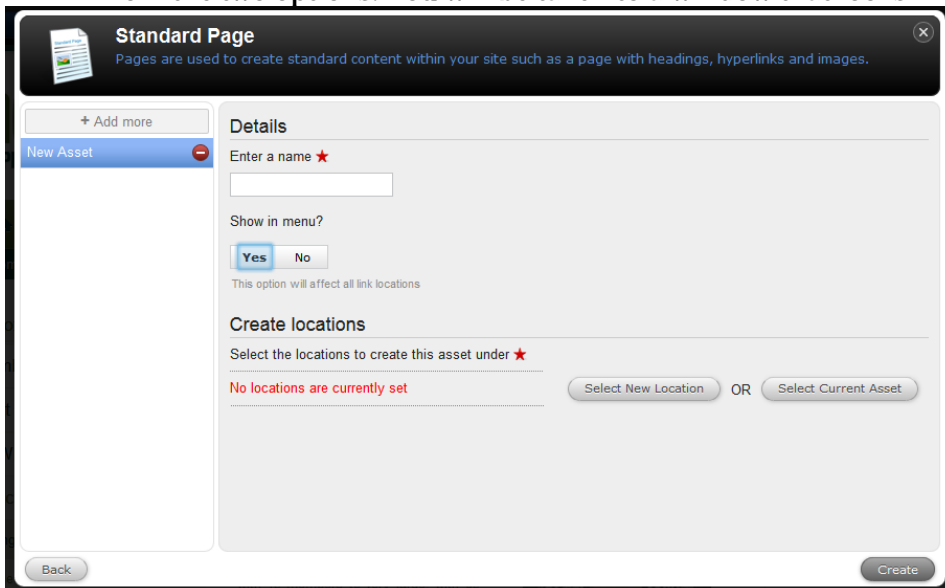 Standard Page
Pages are used to create standard content within your site such as a page with headings, hyperlinks and images.
+ Add more
New Asset
Details
Enter a name ★
Show in menu?
Yes No
This option will affect all link locations
Create locations
Select the locations to create this asset under ★
No locations are currently set
Select New Location OR Select Current Asset
Back
Create